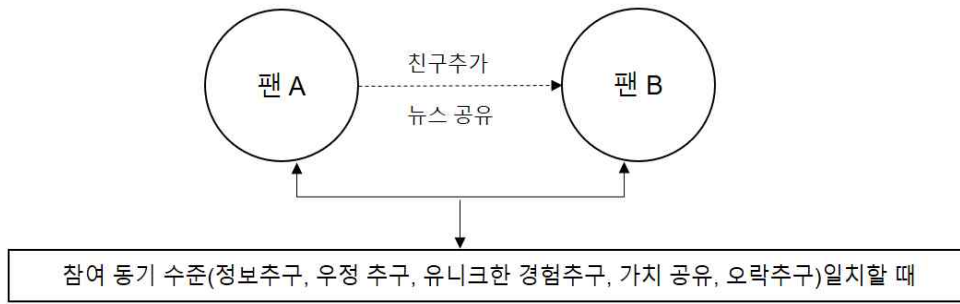 팬 A
친구추가
팬 B
뉴스 공유
참여 동기 수준(정보추구, 우정 추구, 유니크한 경험추구, 가치 공유, 오락추구)일치할 때